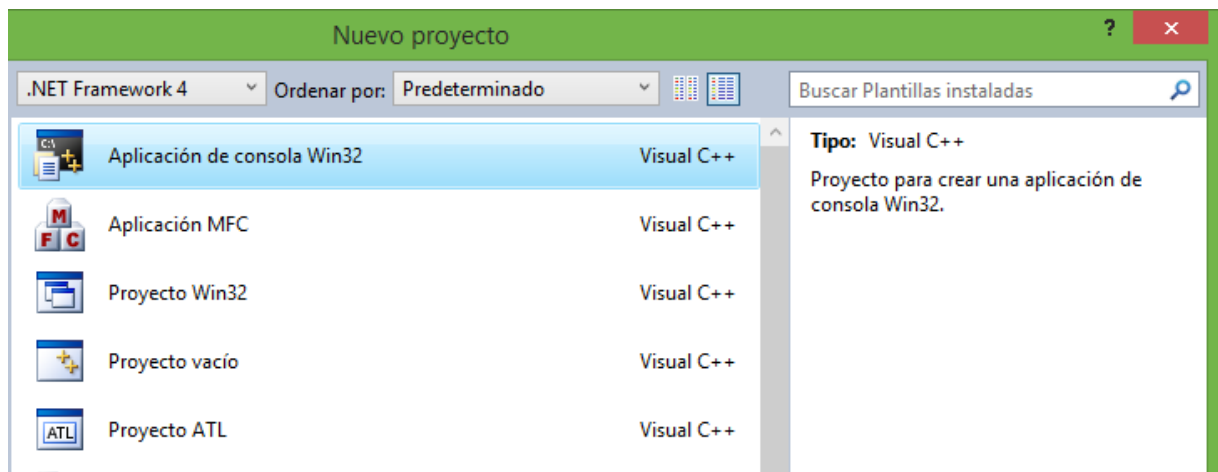 Nuevo proyecto
?
.NET Framework 4
Ordenar por:
Predeterminado
Buscar Plantillas instaladas
C:\
Aplicación de consola Win32
Visual C++
M
F C
Aplicación MFC
Visual C++
Proyecto Win32
Visual C++
Proyecto vacío
Visual C++
ATL
Proyecto ATL
Visual C++
Tipo: Visual C++
Proyecto para crear una aplicación de
consola Win32.